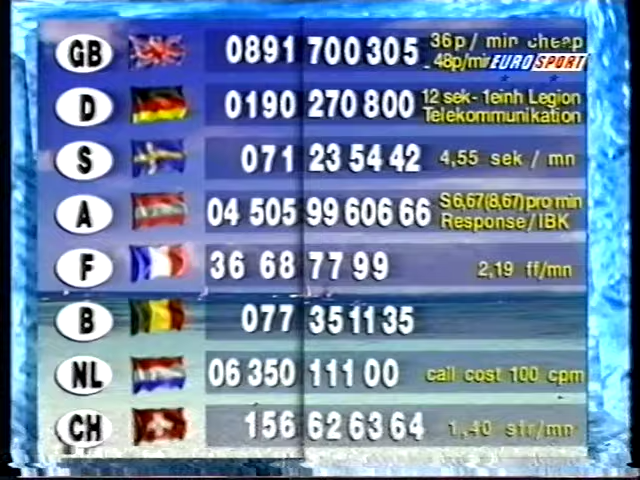 GB 0891 700 305 36p / min cheap
48p/min EUROSPORT
D 0190 270 800 12 sek - 1einh Legion
Telekommunikation
S 071 23 54 42 4,55 sek / mn
A 04 505 99 606 66 S6,67(8,67)pro min
Response/IBK
F 36 68 77 99 2,19 ff/mn
B 077 35 11 35
NL 06 350 111 00 call cost 100 cpm
CH 156 62 63 64 1,40 sfr/mn